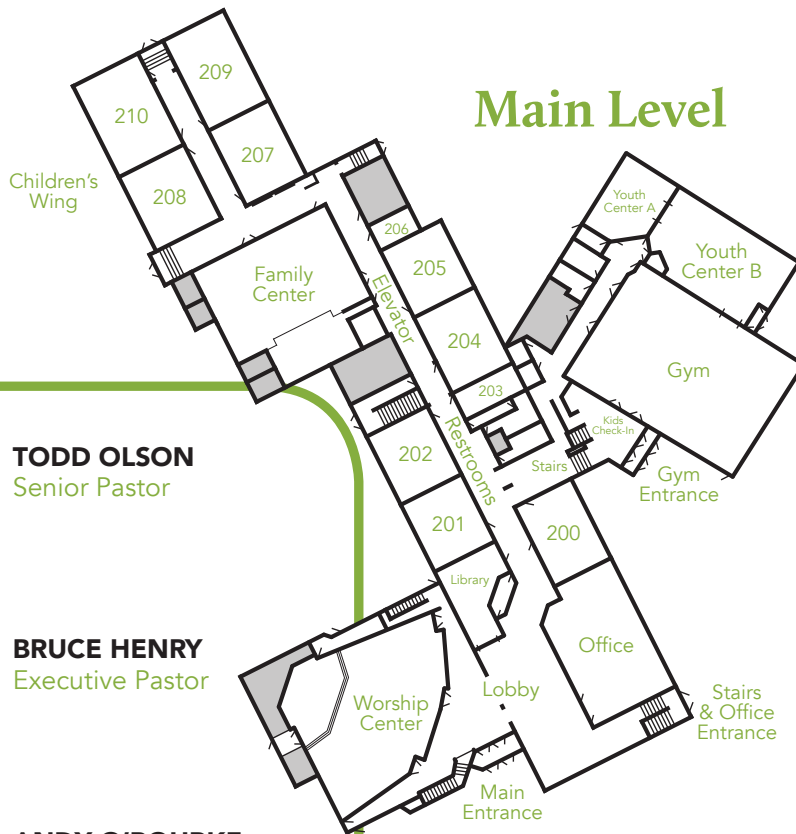 Main Level
209
210
207
208
Children's
Wing
206
205
Family
Center
Elevator
204
203
Youth
Center A
Youth
Center B
Gym
Kids
Check-In
Gym
Entrance
Restrooms
Stairs
202
201
200
Library
Office
Lobby
Worship
Center
Stairs
& Office
Entrance
Main
Entrance
TODD OLSON
Senior Pastor
BRUCE HENRY
Executive Pastor